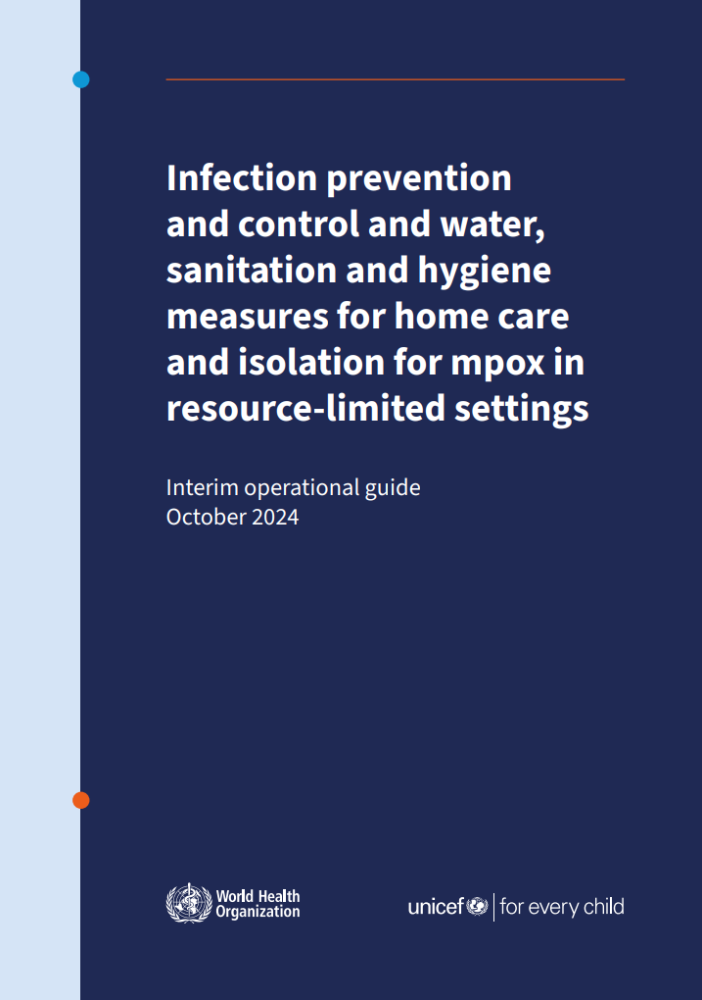 Infection prevention
and control and water,
sanitation and hygiene
measures for home care
and isolation for mpox in
resource-limited settings
Interim operational guide
October 2024
World Health
Organization
unicef for every child